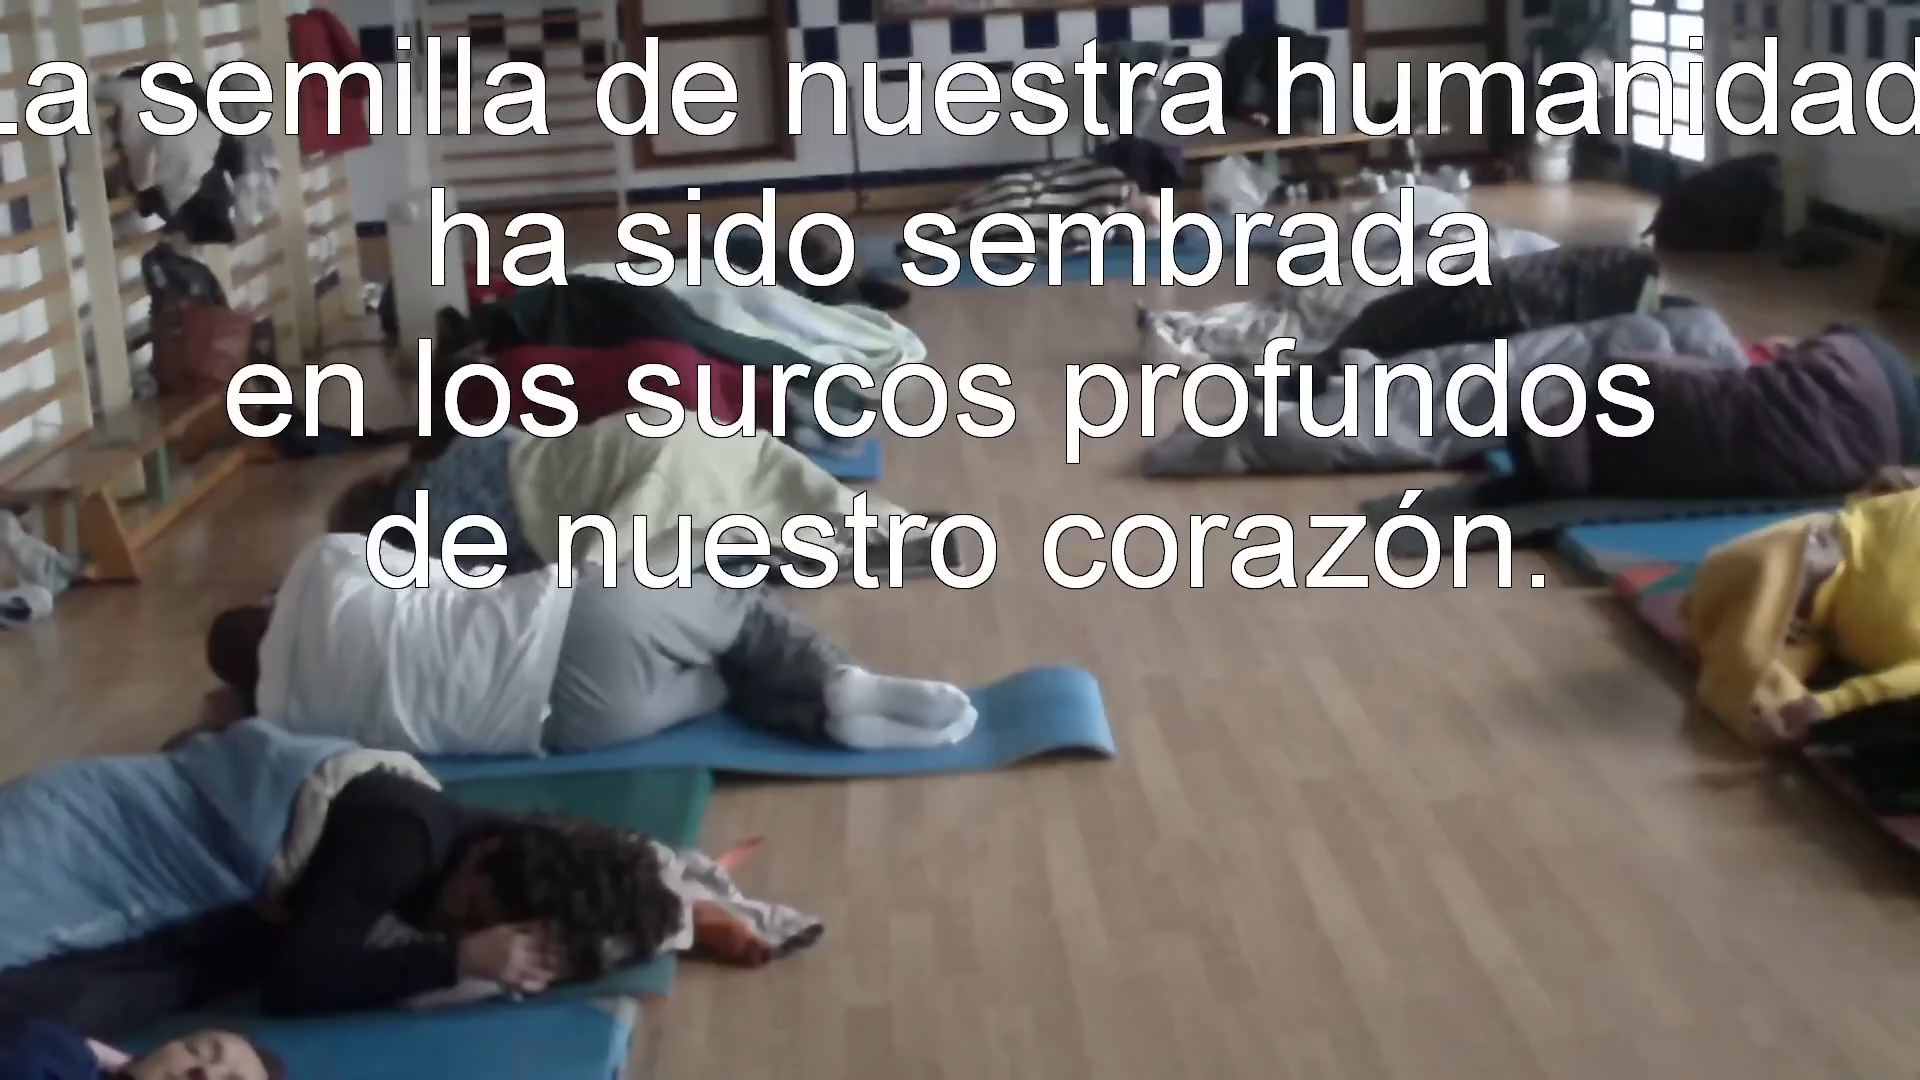 La semilla de nuestra humanidad
ha sido sembrada
en los surcos profundos
de nuestro corazón.